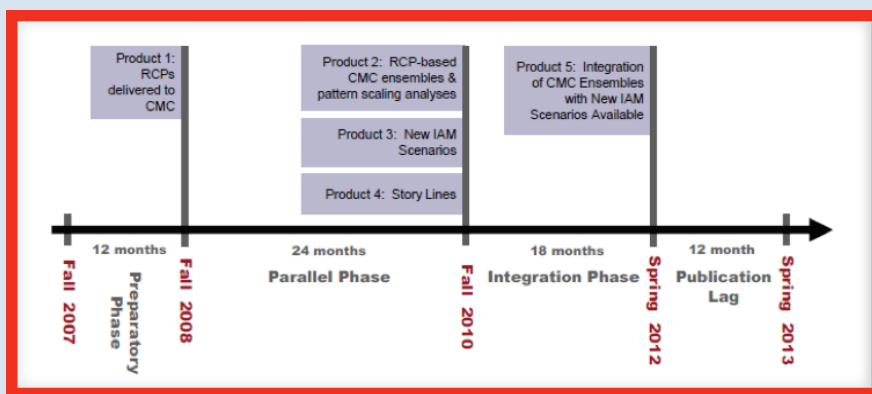 Product 1:
RCPs
delivered to
CMC
Product 2: RCP-based
CMC ensembles &
pattern scaling analyses
Product 3: New IAM
Scenarios
Product 4: Story Lines
Product 5: Integration
of CMC Ensembles
with New IAM
Scenarios Available
12 months
24 months
18 months
12 month
Fall 2007
Preparatory
Phase
Fall 2008
Parallel Phase
Fall 2010
Integration Phase
Spring 2012
Publication
Lag
Spring 2013